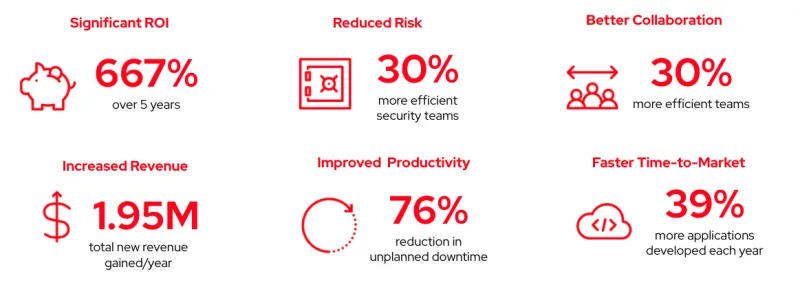 Significant ROI
667%
over 5 years
Reduced Risk
30%
more efficient
security teams
Better Collaboration
30%
more efficient teams
Increased Revenue
1.95M
total new revenue
gained/year
Improved Productivity
76%
reduction in
unplanned downtime
Faster Time-to-Market
</>
39%
more applications
developed each year